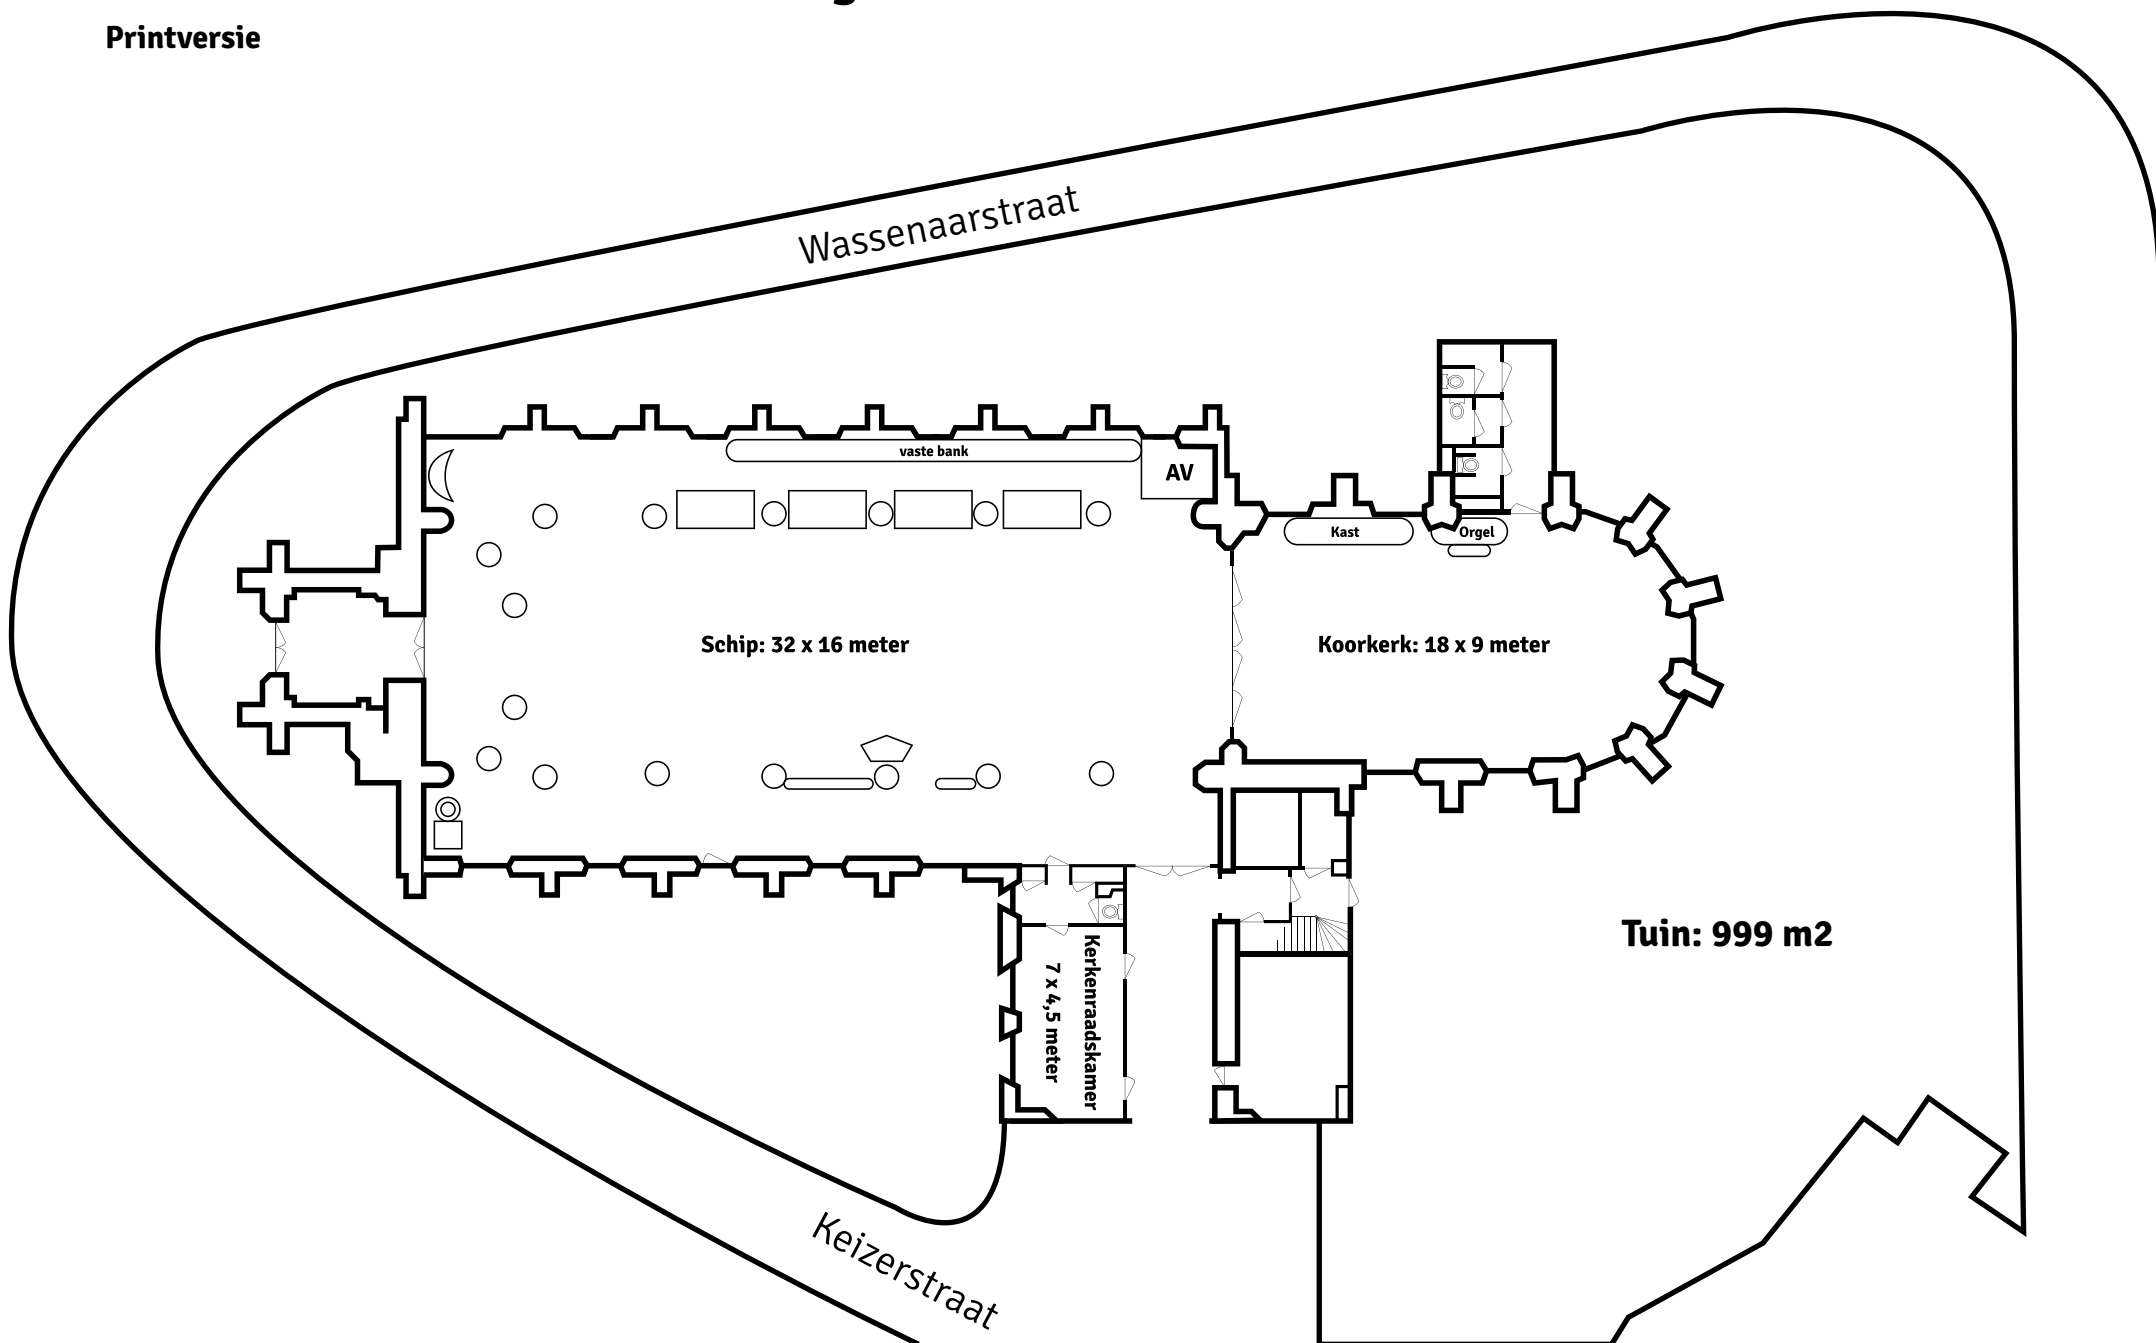 Printversie
Wassenaarstraat
vaste bank
AV
Kast
Orgel
Schip: 32 x 16 meter
Koorkerk: 18 x 9 meter
Tuin: 999 m2
Kerkenraadskamer
7 x 4,5 meter
Keizerstraat